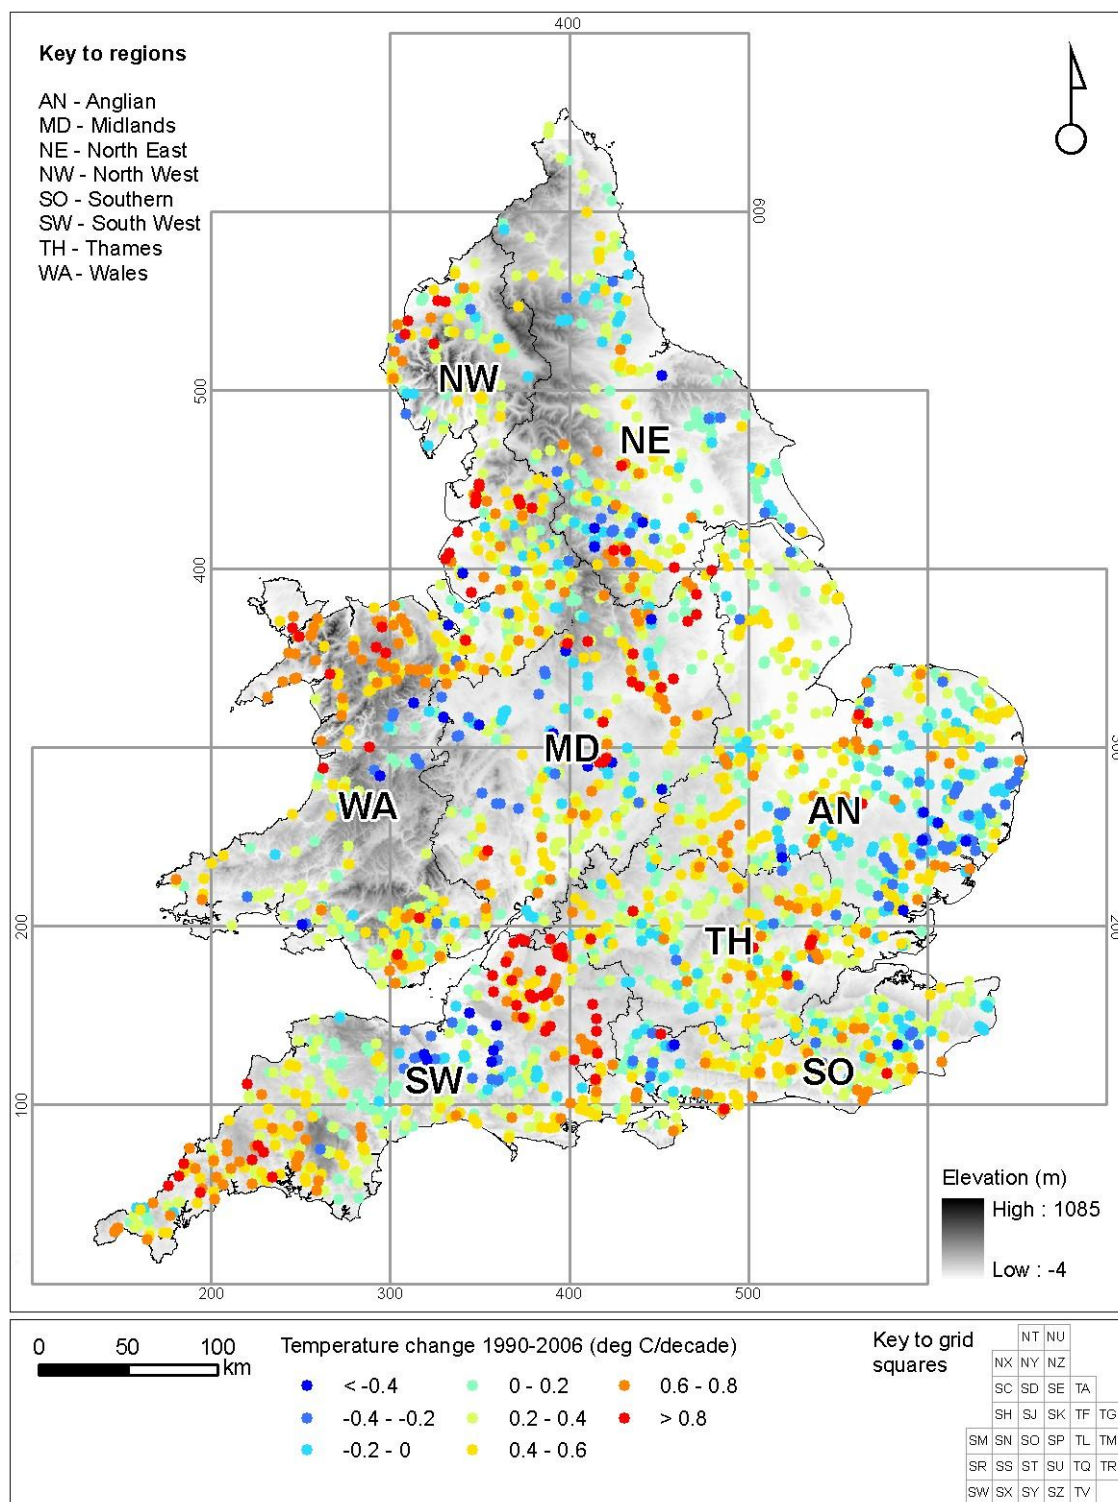 400
Key to regions
AN - Anglian
MD - Midlands
NE - North East
NW - North West
SO - Southern
SW - South West
TH - Thames
WA - Wales
600
NW
500
NE
400
MD
300
WA
AN
200
TH
200
SW
SO
100
Elevation (m)
High : 1085
Low : -4
200
300
400
500
0 50 100
km
Temperature change 1990-2006 (deg C/decade)
< -0.4
0 - 0.2
0.6 - 0.8
-0.4 - -0.2
0.2 - 0.4
> 0.8
-0.2 - 0
0.4 - 0.6
Key to grid
squares
NT NU
NX NY NZ
SC SD SE TA
SH SJ SK TF TG
SM SN SO SP TL TM
SR SS ST SU TQ TR
SW SX SY SZ TV